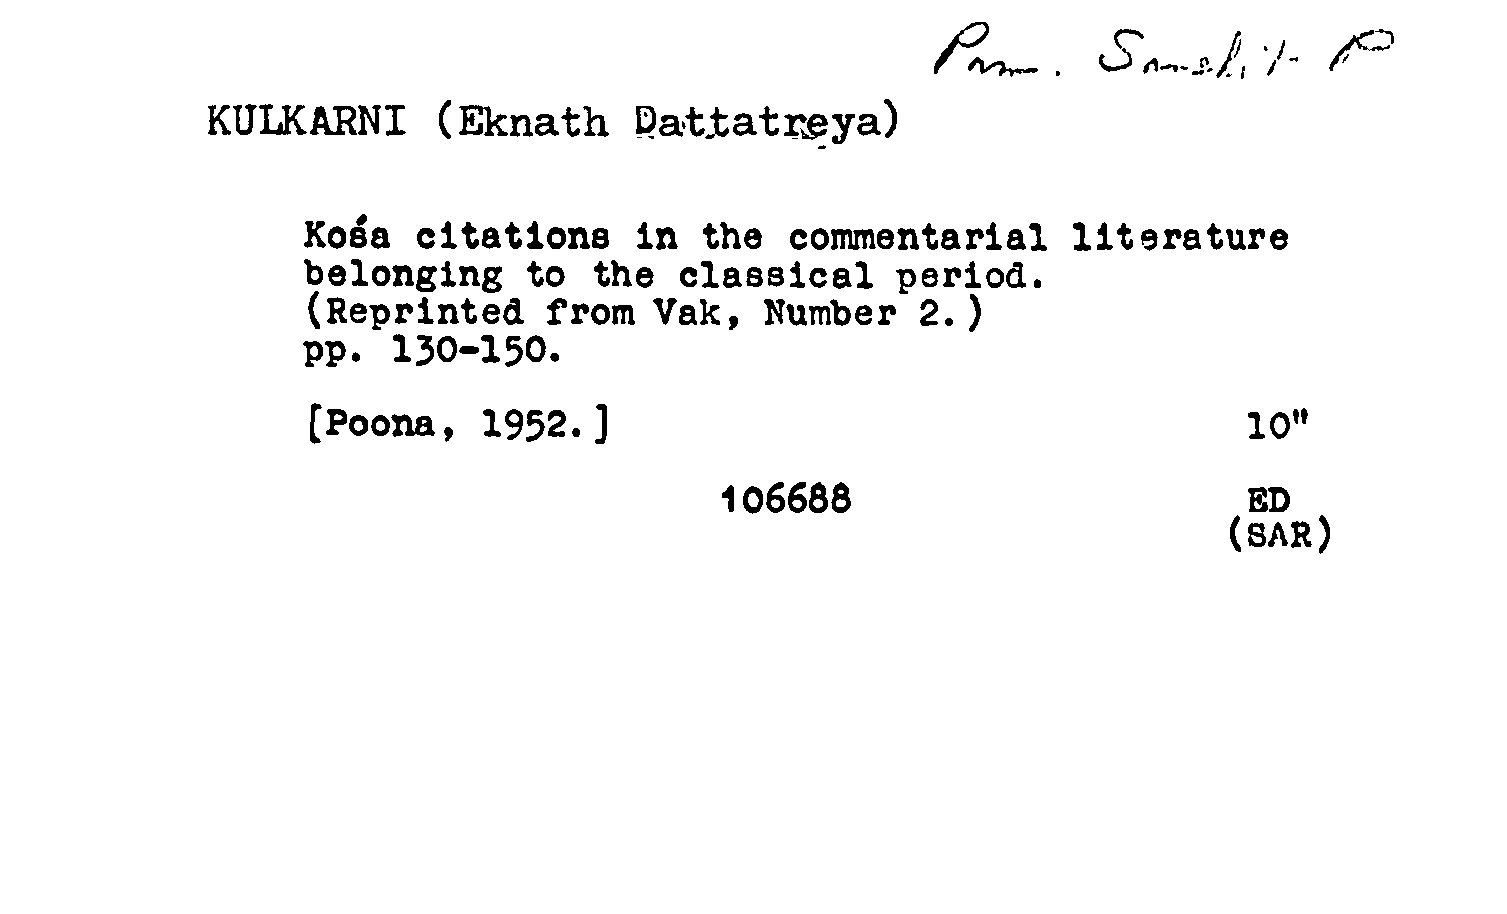 Pam. Sanskrit P
KULKARNI (Eknath Dattatreya)
Kośa citations in the commentarial literature
belonging to the classical period.
(Reprinted from Vak, Number 2.)
pp. 130-150.
[Poona, 1952.] 10"
106688 ED
(SAR)